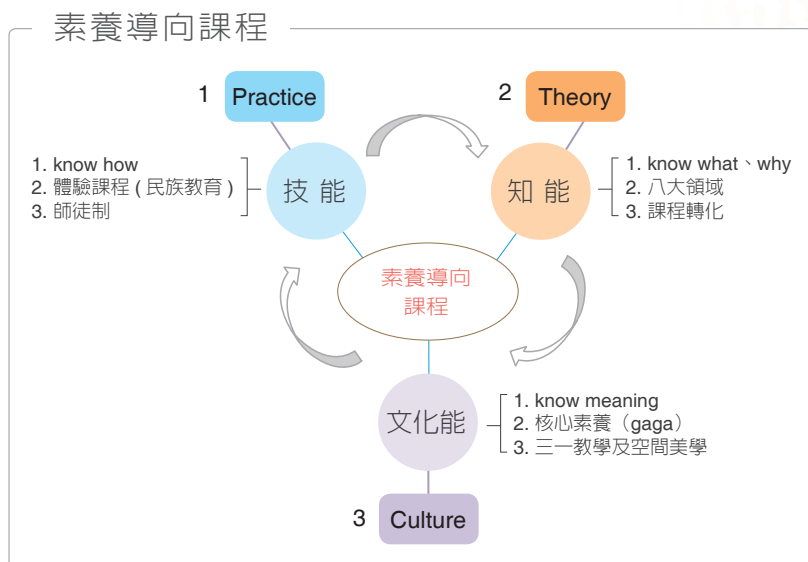 素養導向課程
1 Practice
2 Theory
1. know how
2. 體驗課程 ( 民族教育 )
3. 師徒制
技 能
知 能
1. know what、why
2. 八大領域
3. 課程轉化
素養導向
課程
文化能
1. know meaning
2. 核心素養（gaga）
3. 三一教學及空間美學
3 Culture